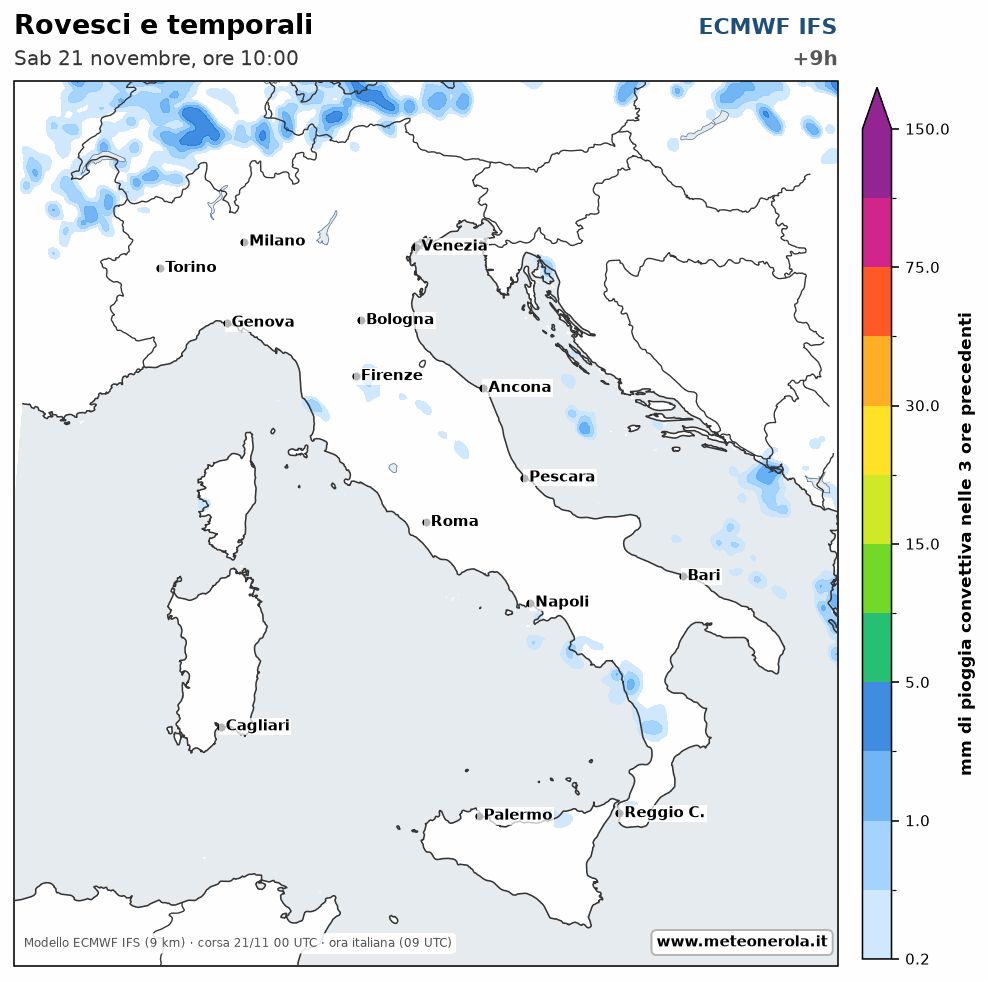 Rovesci e temporali
ECMWF IFS
Sab 21 novembre, ore 10:00
+9h
150.0
75.0
30.0
15.0
5.0
1.0
0.2
mm di pioggia convettiva nelle 3 ore precedenti
Milano
Venezia
Torino
Genova
Bologna
Firenze
Ancona
Pescara
Roma
Bari
Napoli
Cagliari
Palermo
Reggio C.
Modello ECMWF IFS (9 km) · corsa 21/11 00 UTC · ora italiana (09 UTC)
www.meteonerola.it